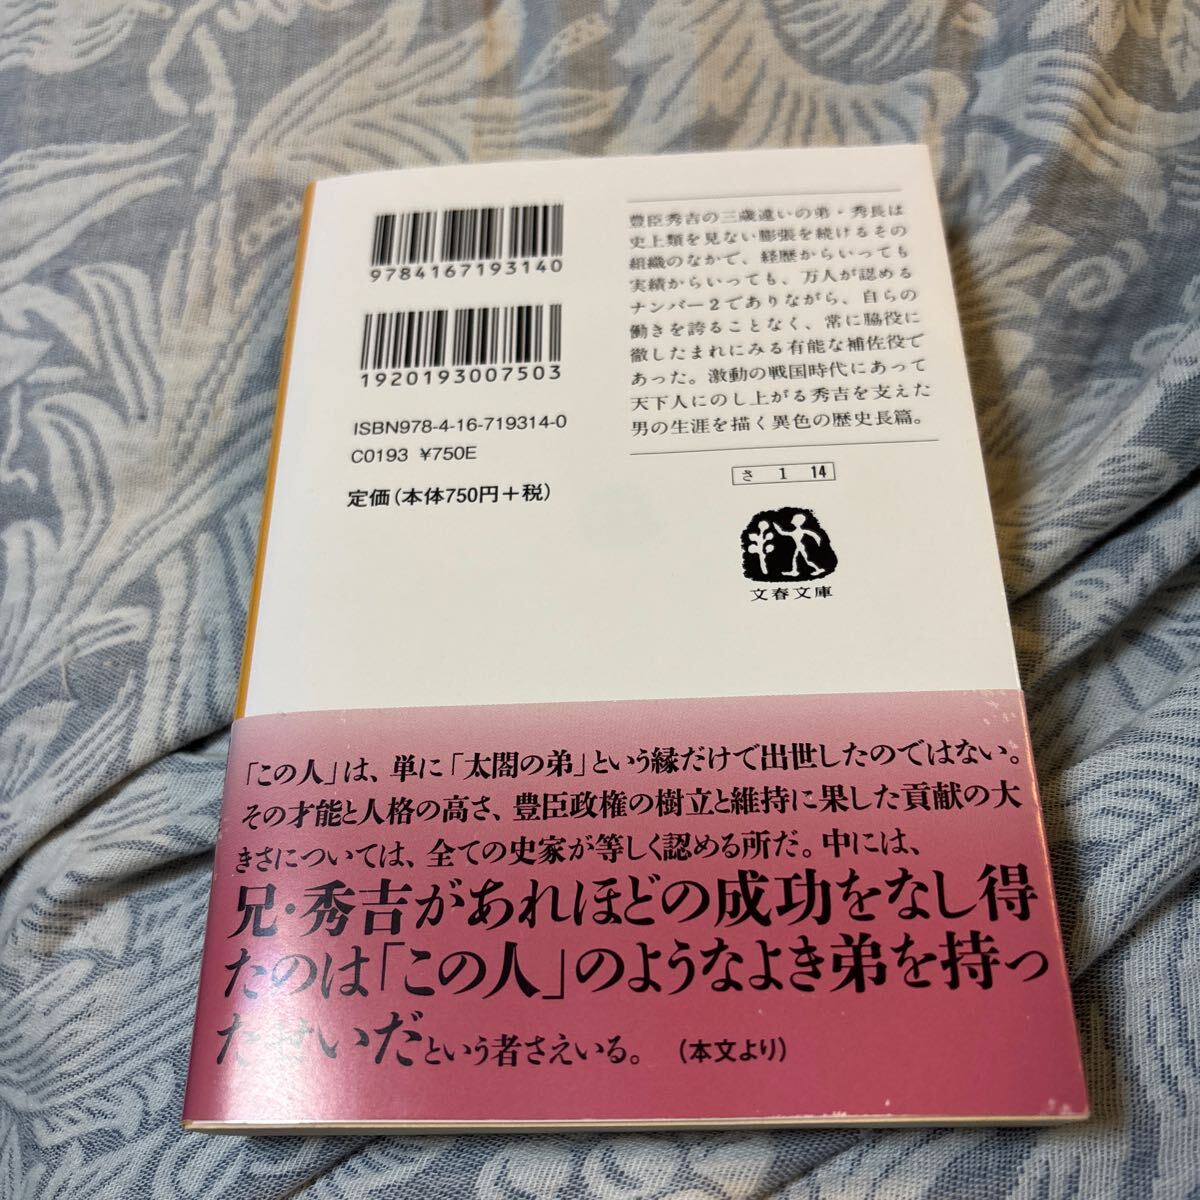 9784167193140
1920193007503
ISBN978-4-16-719314-0
C0193 ¥750E
定価(本体750円+税)
豊臣秀吉の三歳違いの弟・秀長は
史上類を見ない膨張を続けるその
組織のなかで、経歴からいっても
実績からいっても、万人が認める
ナンバー2でありながら、自らの
働きを誇ることなく、常に脇役に
徹したまれにみる有能な補佐役で
あった。激動の戦国時代にあって
天下人にのし上がる秀吉を支えた
男の生涯を描く異色の歴史長篇。
さ 1 14
文春文庫
「この人」は、単に「太閤の弟」という縁だけで出世したのではない。
その才能と人格の高さ、豊臣政権の樹立と維持に果した貢献の大
きさについては、全ての史家が等しく認める所だ。中には、
兄・秀吉があれほどの成功をなし得
たのは「この人」のようなよき弟を持っ
たせいだという者さえいる。 (本文より)